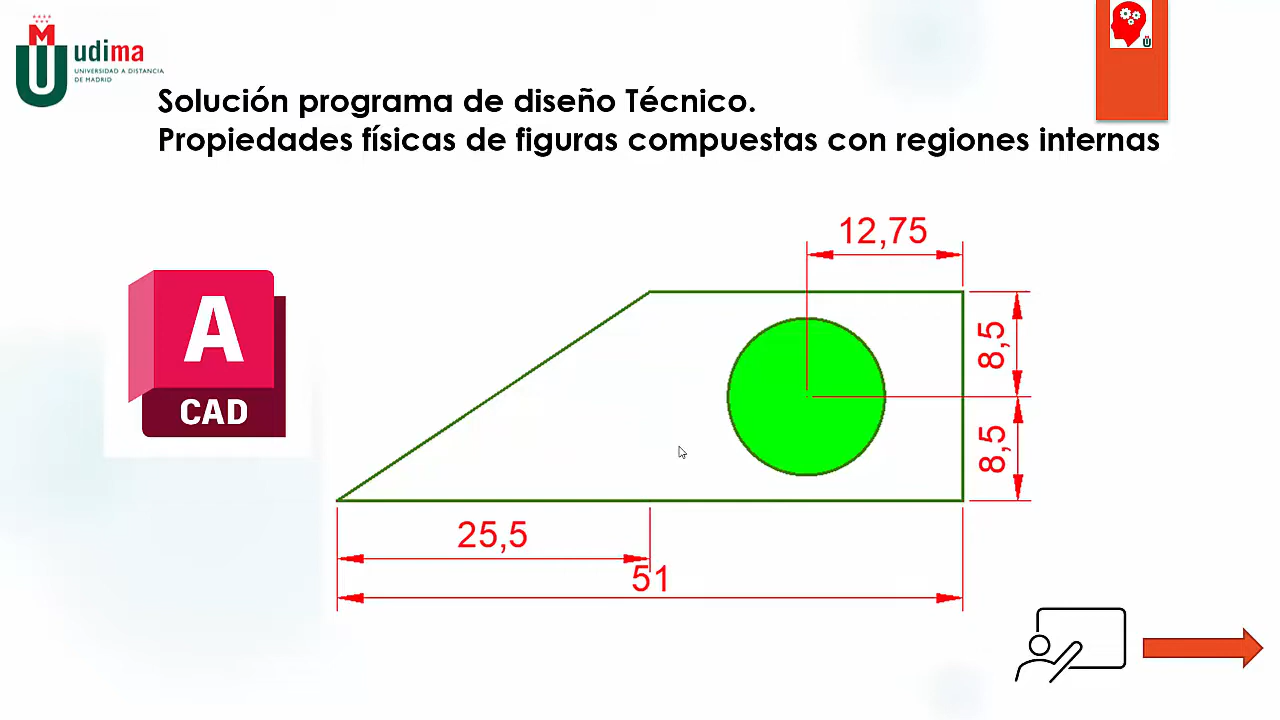 udima
UNIVERSIDAD A DISTANCIA
DE MADRID
Solución programa de diseño Técnico.
Propiedades físicas de figuras compuestas con regiones internas
12,75
A
CAD
8,5
8,5
25,5
51